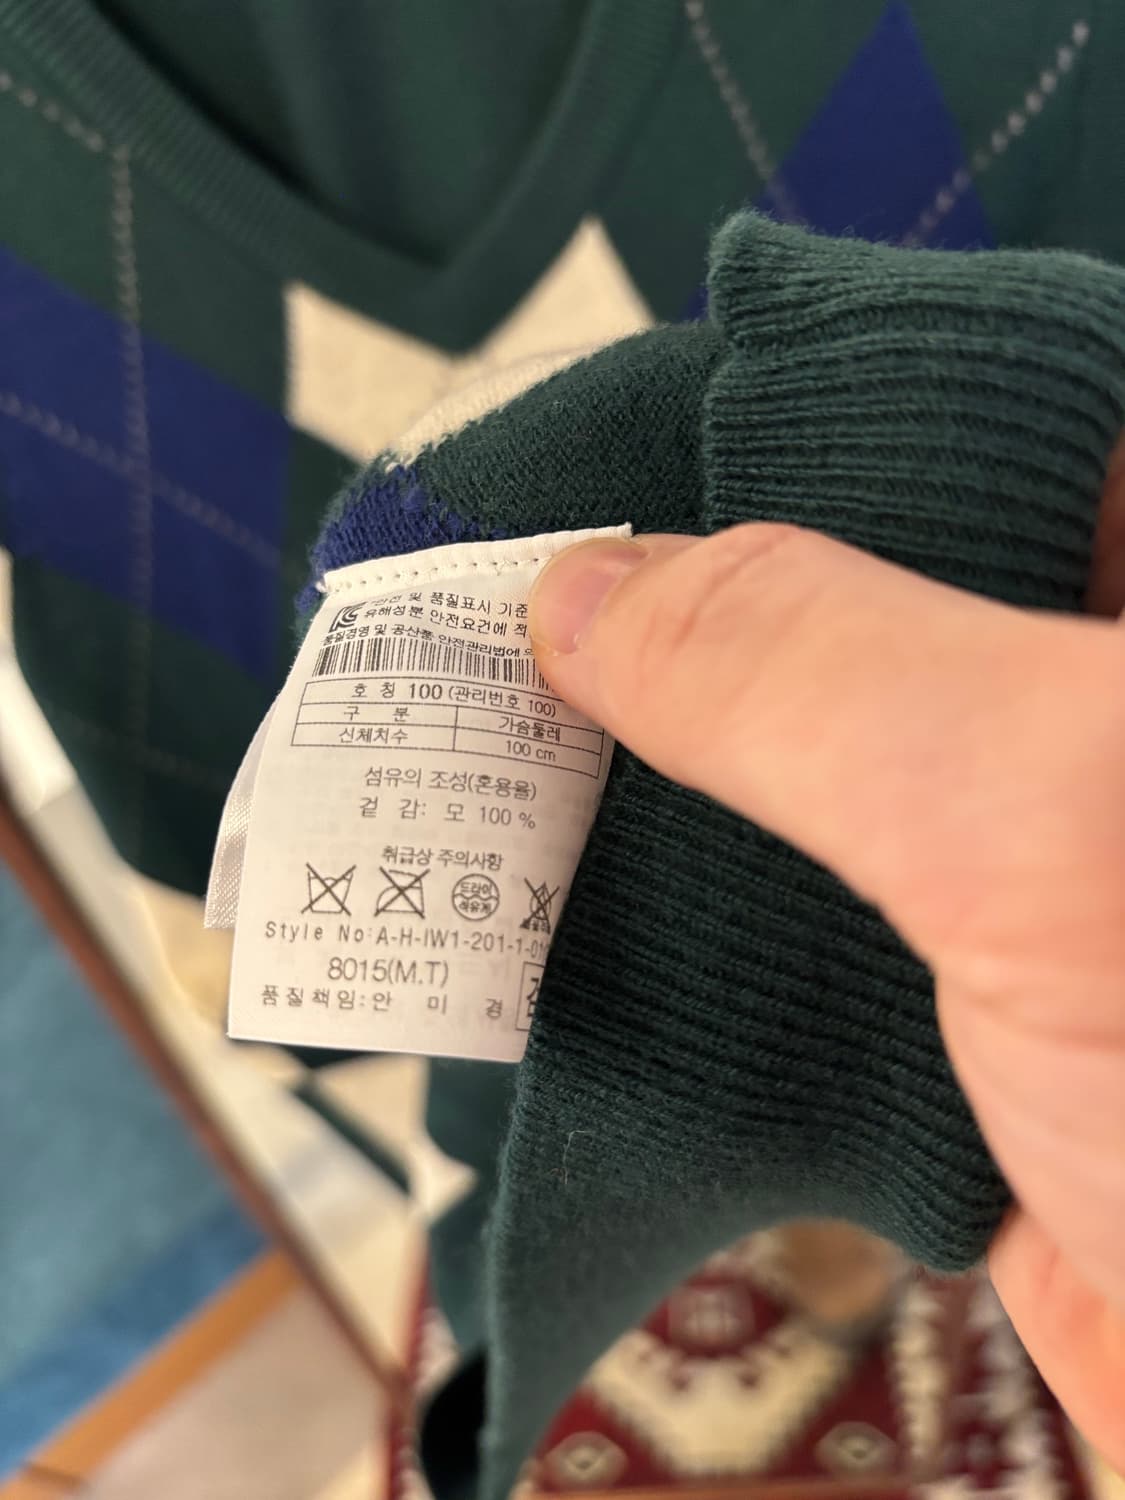 및 품질표시 기준
유해성분 안전요건에 적
품질경영 및 공산품 안전관리법에
호 칭 100 (관리번호 100)
구 분 가슴둘레
신체치수 100 cm
섬유의 조성(혼용율)
겉 감: 모 100 %
취급상 주의사항
드라이
석유계
Style No:A-H-IW1-201-1-01
8015(M.T)
품질책임:안 미 경